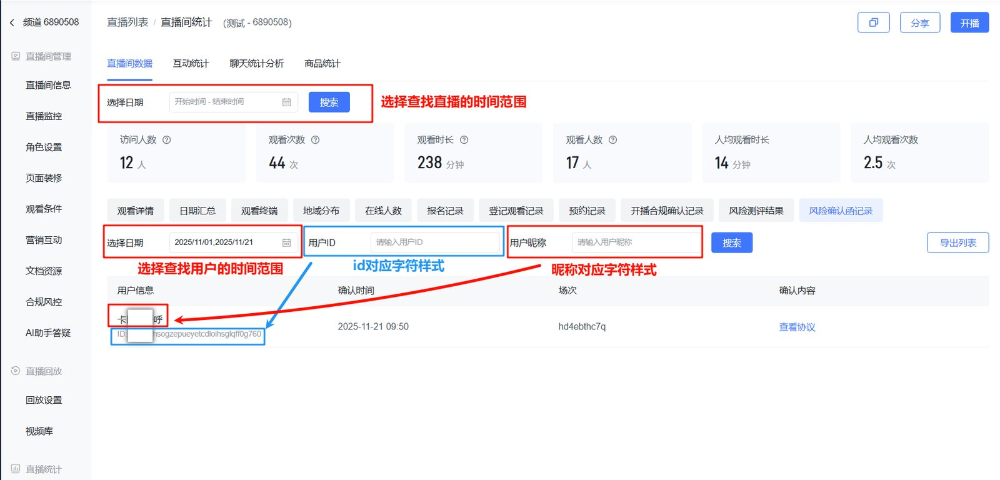 频道 6890508
直播列表 / 直播间统计 (测试 - 6890508)
分享
开播
直播间管理
直播间信息
直播监控
角色设置
页面装修
观看条件
营销互动
文档资源
合规风控
AI助手答疑
直播回放
回放设置
视频库
直播统计
直播间数据 互动统计 聊天统计分析 商品统计
选择日期 开始时间 - 结束时间 搜索 选择查找直播的时间范围
访问人数 观看次数 观看时长 观看人数 人均观看时长 人均观看次数
12 人 44 次 238 分钟 17 人 14 分钟 2.5 次
观看详情 日期汇总 观看终端 地域分布 在线人数 报名记录 登记观看记录 预约记录 开播合规确认记录 风险测评结果 风险确认函记录
选择日期 2025/11/01,2025/11/21 用户ID 请输入用户ID 用户昵称 请输入用户昵称 搜索 导出列表
选择查找用户的时间范围 id对应字符样式 昵称对应字符样式
用户信息 确认时间 场次 确认内容
卡 呼
ID: nsogzepueyetcdloihsglqff0g760 2025-11-21 09:50 hd4ebthc7q 查看协议